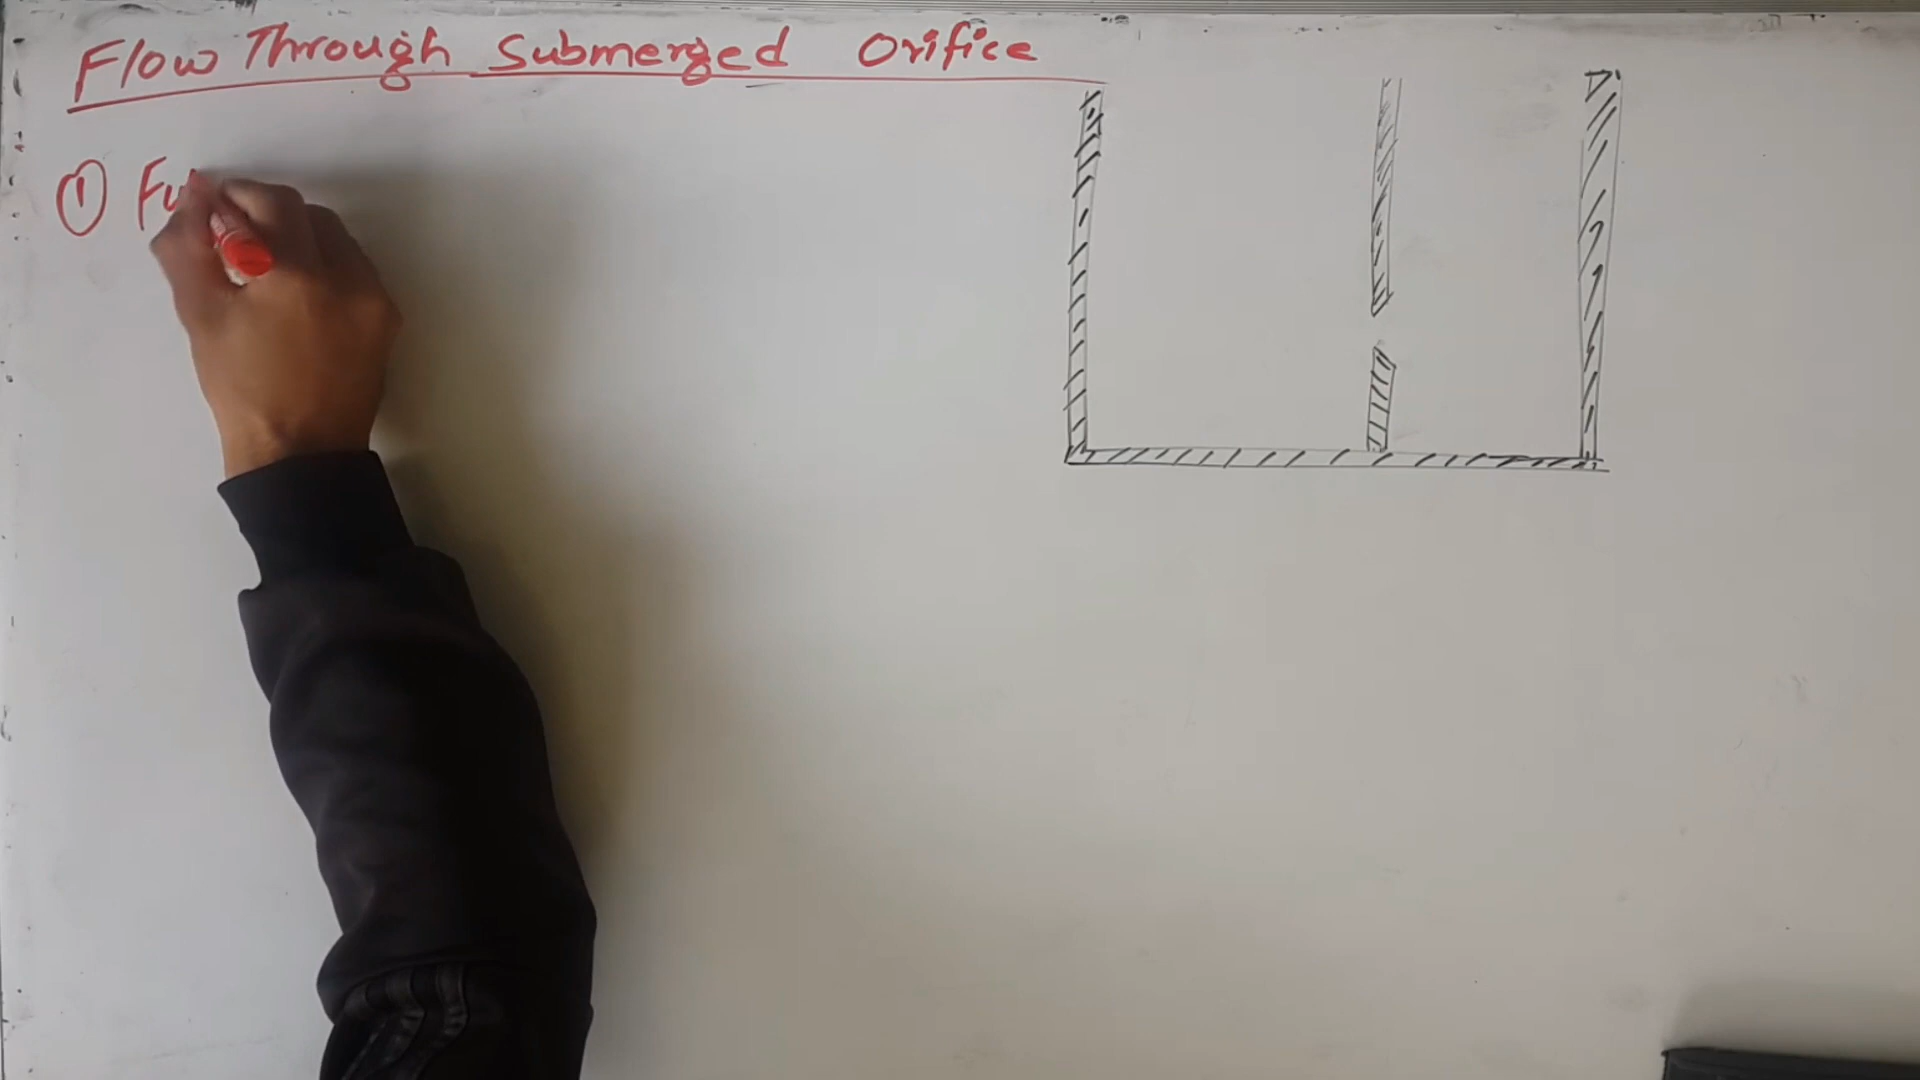 Flow Through Submerged Orifice
① Fu